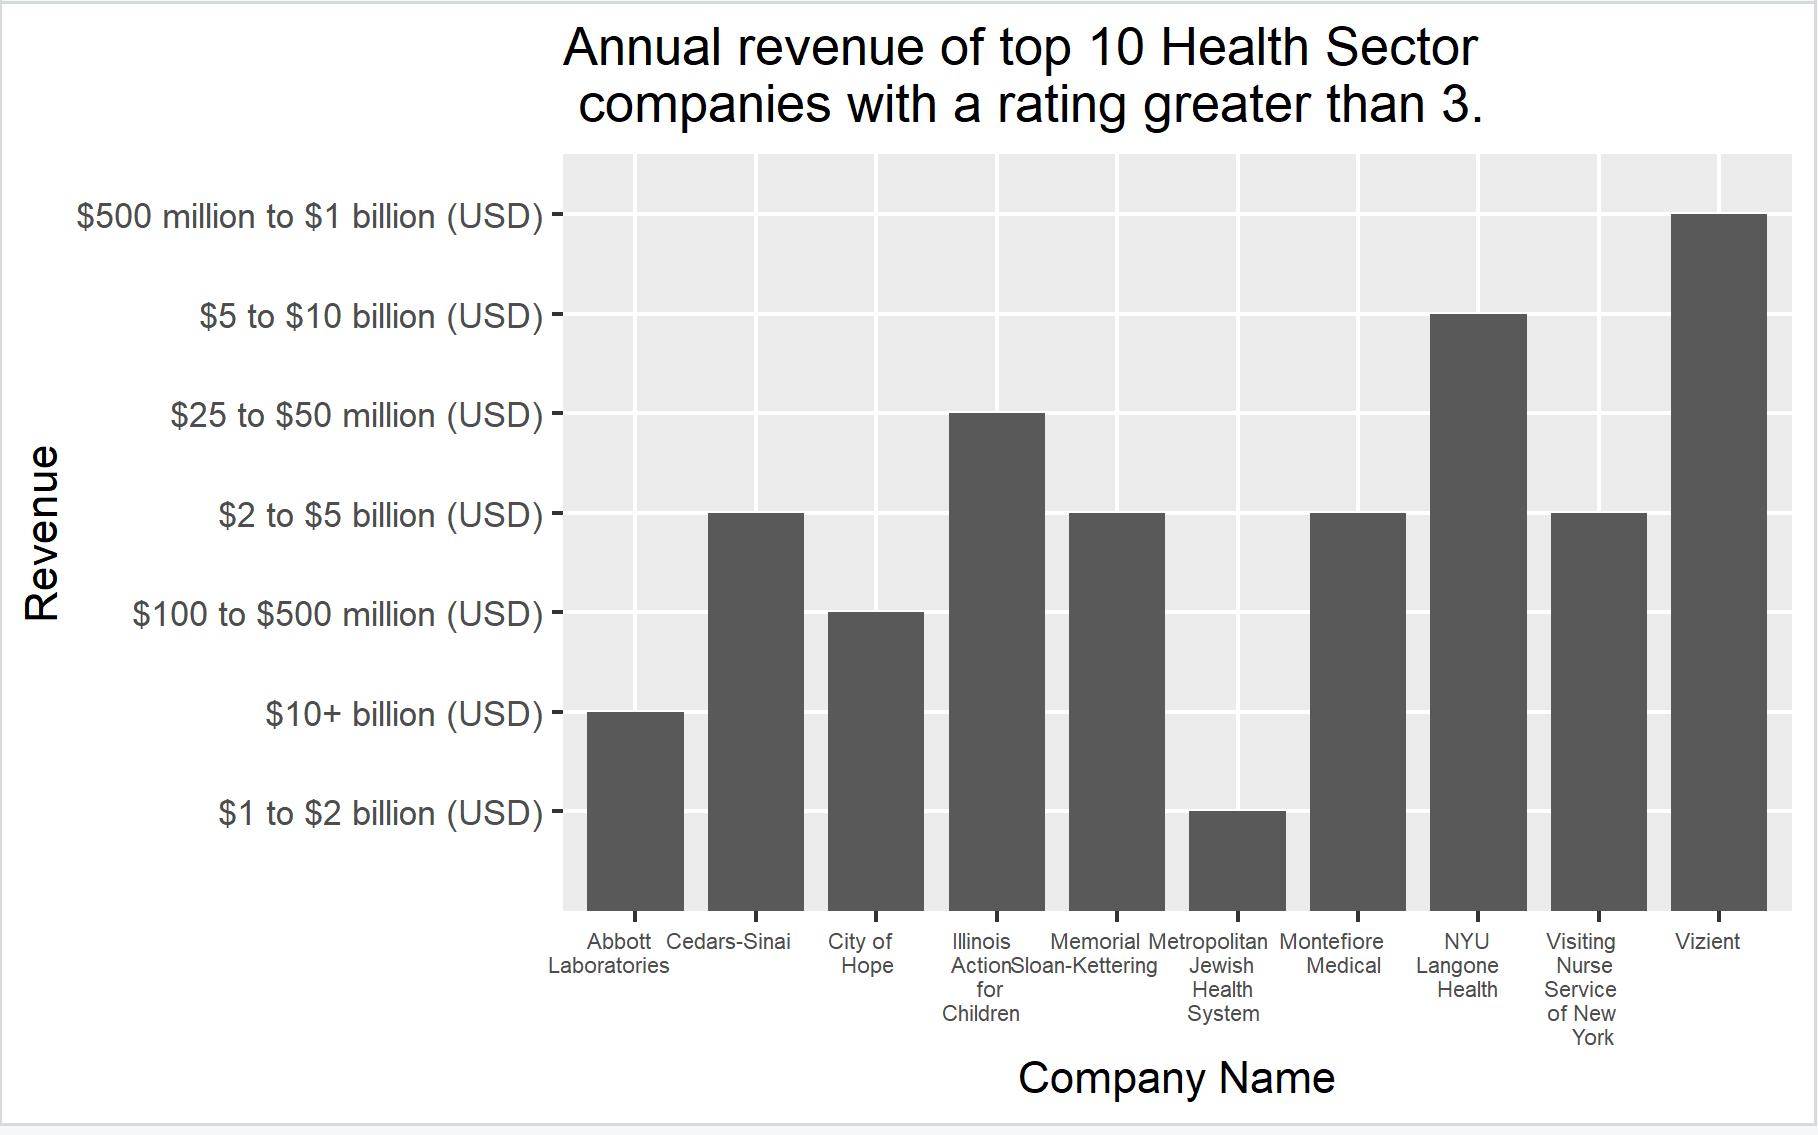 Annual revenue of top 10 Health Sector
companies with a rating greater than 3.
$500 million to $1 billion (USD)
$5 to $10 billion (USD)
$25 to $50 million (USD)
$2 to $5 billion (USD)
$100 to $500 million (USD)
$10+ billion (USD)
$1 to $2 billion (USD)
Revenue
Abbott
Laboratories
Cedars-Sinai
City of
Hope
Illinois
Action
for
Children
Memorial
Sloan-Kettering
Metropolitan
Jewish
Health
System
Montefiore
Medical
NYU
Langone
Health
Visiting
Nurse
Service
of New
York
Vizient
Company Name